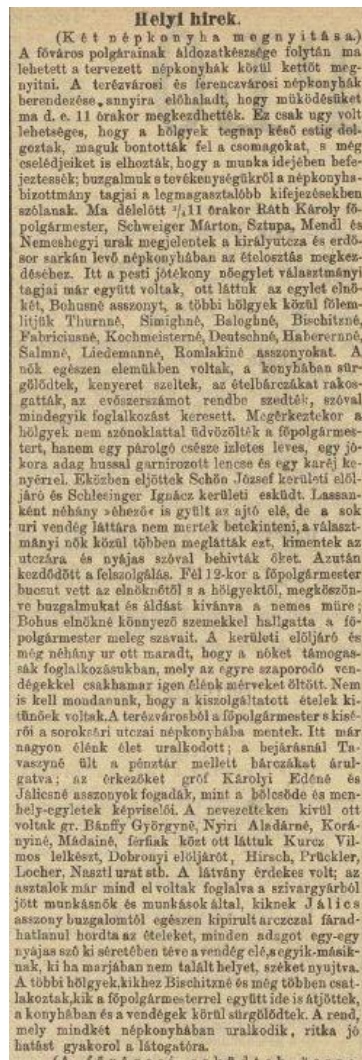 Helyi hirek.
(Két népkonyha megnyitása.)
A főváros polgárainak áldozatkészsége folytán ma
lehetett a tervezett népkonyhák közül kettőt meg-
nyitni. A terézvárosi és ferenczvárosi népkonyhák
berendezése annyira előhaladt, hogy müködésüket
ma d. e. 11 órakor megkezdhették. Ez csak ugy volt
lehetséges, hogy a hölgyek tegnap késő estig dol-
goztak, maguk bontották fel a csomagokat, s még
cselédjeiket is elhozták, hogy a munka idejében befe-
jeztessék; buzgalmuk s tevékenységükről a népkonyha-
bizottmány tagjai a legmagasztalóbb kifejezésekben
szólanak. Ma délelőtt 3/411 órakor Ráth Károly fő-
polgármester, Schweiger Márton, Sztupa, Mendl és
Nemeshegyi urak megjelentek a királyutcza és erdő-
sor sarkán levő népkonyhában az ételosztás megkez-
déséhez. Itt a pesti jótékony nőegylet választmányi
tagjai már együtt voltak, ott láttuk az egylet elnö-
két, Bohusné asszonyt, a többi hölgyek közül fölem-
litjük Thurnné, Simighné, Baloghné, Bischitzné,
Fabriciusné, Kochmeisterné, Deutschné, Haberernné,
Salmné, Liedemanné, Romlakiné asszonyokat. A
nők egészen elemükben voltak, a konyhában sür-
gölődtek, kenyeret szeltek, az ételbárczákat rakos-
gatták, az evőszerszámot rendbe szedték, szóval
mindegyik foglalkozást keresett. Megérkeztekor a
hölgyek nem szónoklattal üdvözölték a főpolgármes-
tert, hanem egy párolgó csésze izletes leves, egy jó-
kora adag hussal garnirozott lencse és egy karéj ke-
nyérrel. Eközben eljöttek Schön József kerületi elöl-
járó és Schlesinger Ignácz kerületi esküdt. Lassan-
ként néhány »éhező« is gyült az ajtó elé, de a sok
uri vendég láttára nem mertek betekinteni, a választ-
mányi nők közül többen meglátták ezt, kimentek az
utczára és nyájas szóval behivták őket. Azután
kezdődött a felszolgálás. Fél 12-kor a főpolgármester
bucsut vett az elnöknőtől s a hölgyektől, megköszön-
ve buzgalmukat és áldást kivánva a nemes müre;
Bohus elnökné könnyező szemekkel hallgatta a fő-
polgármester meleg szavait. A kerületi elöljáró és
még néhány ur ott maradt, hogy a nőket támogas-
sák foglalkozásukban, mely az egyre szaporodó ven-
dégekkel csakhamar igen élénk mérveket öltött. Nem
is kell mondanunk, hogy a kiszolgáltatott ételek ki-
tünőek voltak. A terézvárosból a főpolgármester s kisé-
rői a soroksári utczai népkonyhába mentek. Itt már
nagyon élénk élet uralkodott; a bejárásnál Ta-
vaszyné ült a pénztár mellett bárczákat árul-
gatva; az érkezőket gróf Károlyi Edéné és
Jálicsné asszonyok fogadák, mint a bölcsőde és men-
hely-egyletek képviselői. A nevezetteken kivül ott
voltak gr. Bánffy Györgyné, Nyiri Aladárné, Korá-
nyiné, Mádainé, férfiak közt ott láttuk Kurcz Vil-
mos lelkészt, Dobronyi elöljárót, Hirsch, Prückler,
Locher, Nasztl urat stb. A látvány érdekes volt; az
asztalok már mind el voltak foglalva a szivargyárból
jött munkásnők és munkások által, kiknek Jálics
asszony buzgalomtól egészen kipirult arczczal fárad-
hatlanul hordta az ételeket, minden adagot egy-egy
nyájas szó kiséretében téve a vendég elé, s egyik-másik-
nak, ki ha marjában nem talált helyet, széket nyujtva.
A többi hölgyek, kikhez Bischitzné és még többen csat-
lakoztak, kik a főpolgármesterrel együtt ide is átjöttek,
a konyhában és a vendégek körül sürgölődtek. A rend,
mely mindkét népkonyhában uralkodik, ritka jó
hatást gyakorol a látogatóra.